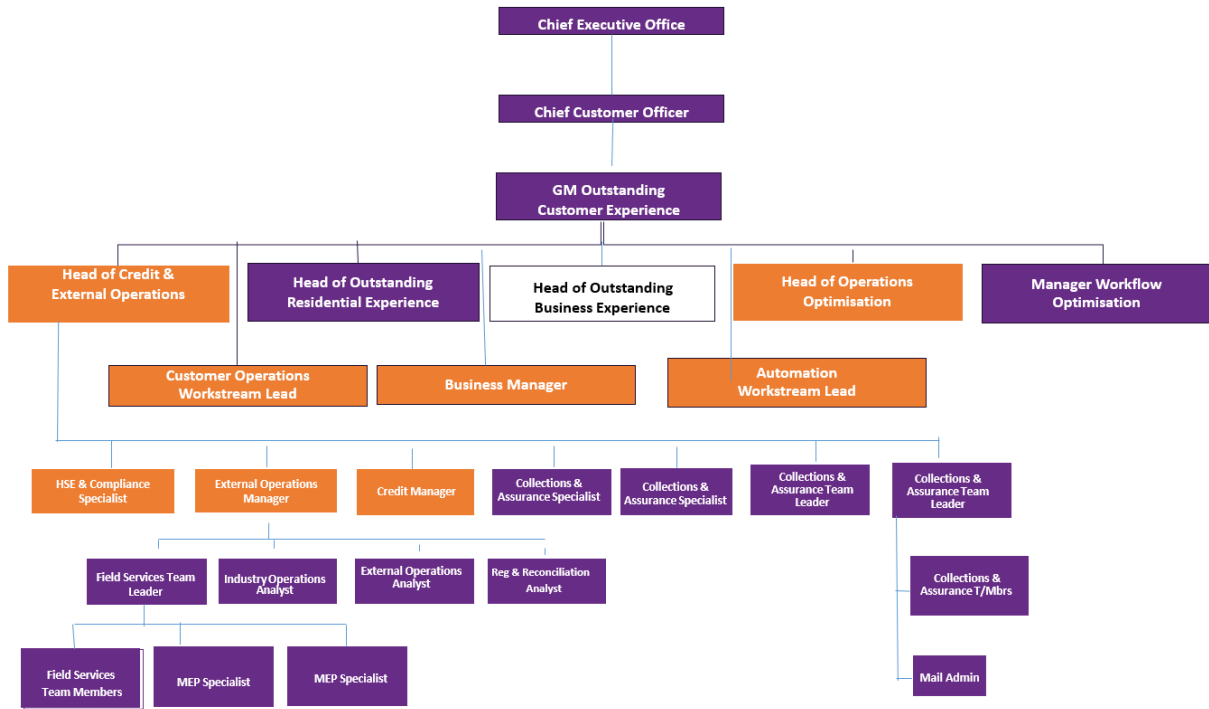 Chief Executive Office
Chief Customer Officer
GM Outstanding
Customer Experience
Head of Credit &
External Operations
Head of Outstanding
Residential Experience
Head of Outstanding
Business Experience
Head of Operations
Optimisation
Manager Workflow
Optimisation
Customer Operations
Workstream Lead
Business Manager
Automation
Workstream Lead
HSE & Compliance
Specialist
External Operations
Manager
Credit Manager
Collections &
Assurance Specialist
Collections &
Assurance Specialist
Collections &
Assurance Team
Leader
Collections &
Assurance Team
Leader
Field Services Team
Leader
Industry Operations
Analyst
External Operations
Analyst
Reg & Reconciliation
Analyst
Collections &
Assurance T/Mbrs
Field Services
Team Members
MEP Specialist
MEP Specialist
Mail Admin